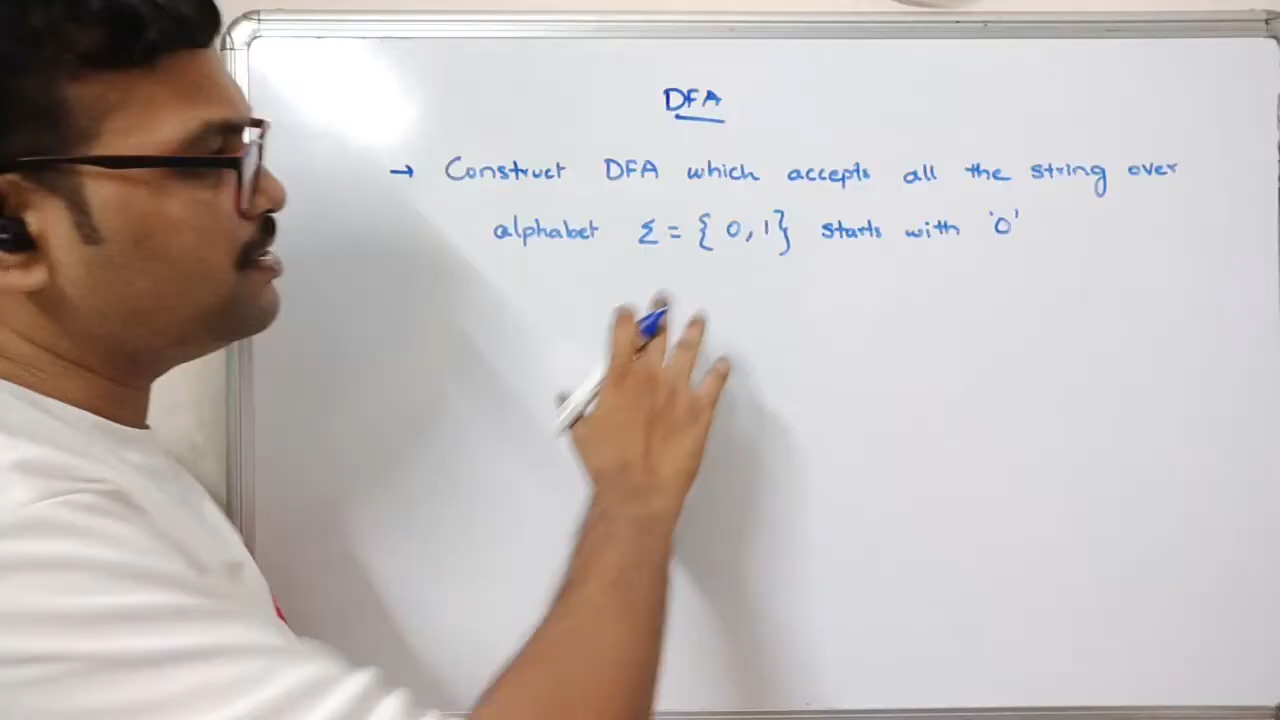 DFA
→ Construct DFA which accepts all the string over
alphabet Σ = { 0, 1} starts with '0'